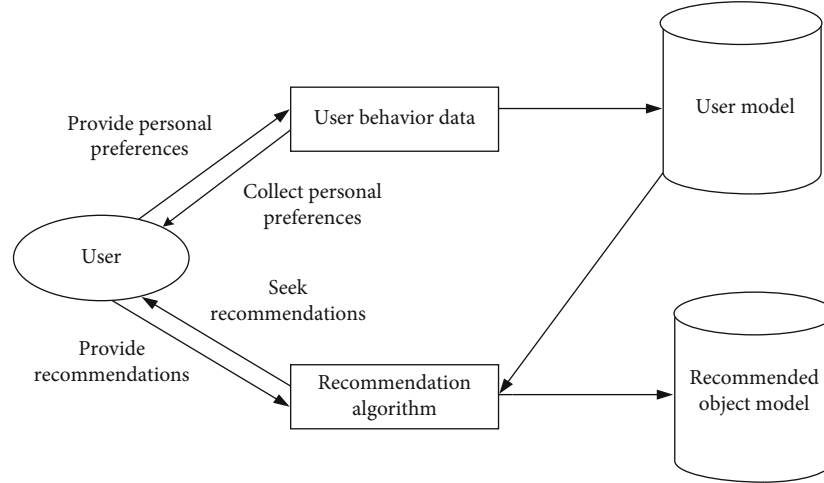 Provide personal
preferences
User behavior data
User model
Collect personal
preferences
User
Seek
recommendations
Provide
recommendations
Recommendation
algorithm
Recommended
object model